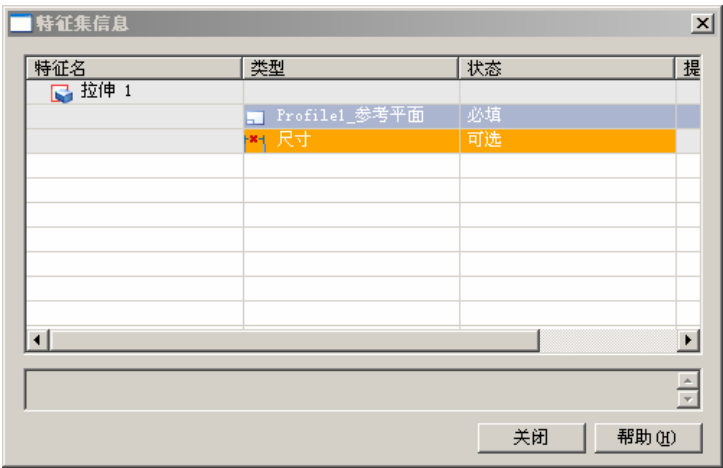 特征集信息
特征名 类型 状态 提
拉伸 1
Profile1_参考平面 必填
尺寸 可选
关闭 帮助(H)